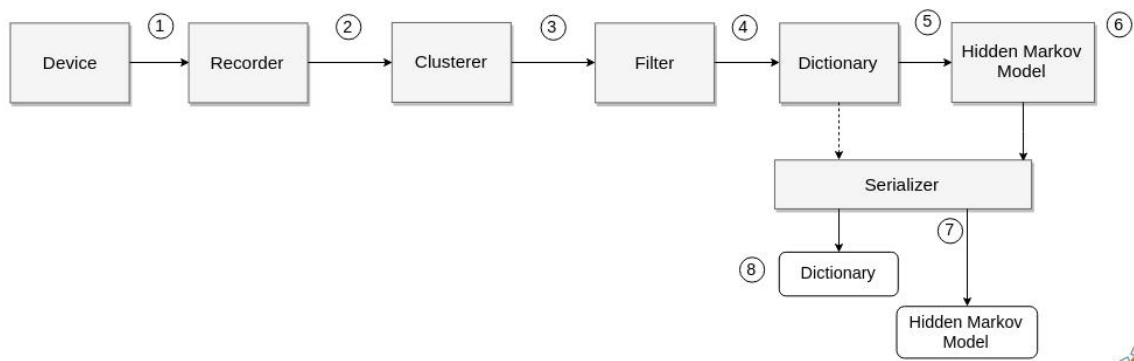 1
2
3
4
5
6
Device
Recorder
Clusterer
Filter
Dictionary
Hidden Markov
Model
Serializer
7
8
Dictionary
Hidden Markov
Model